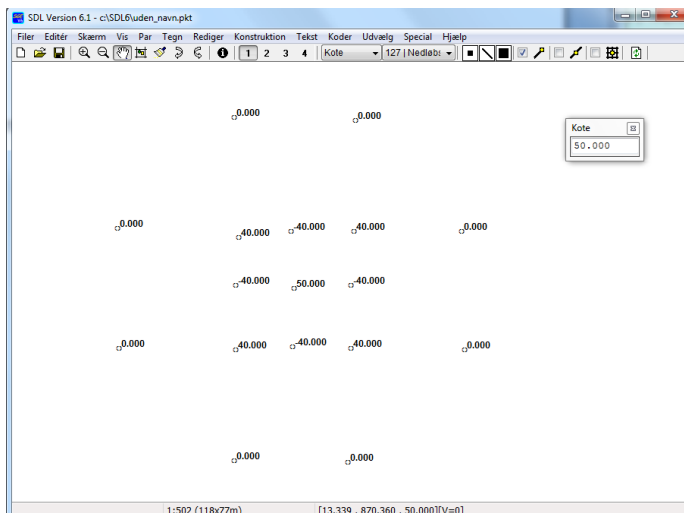 SDL Version 6.1 - c:\SDL6\uden_navn.pkt
Filer Editér Skærm Vis Par Tegn Rediger Konstruktion Tekst Koder Udvælg Special Hjælp
1 2 3 4 Kote 127 | Nedløbs
0.000 0.000
Kote
50.000
0.000 40.000 -40.000 40.000 0.000
-40.000 50.000 -40.000
0.000 40.000 -40.000 40.000 0.000
0.000 0.000
1:502 (118x77m) [13.339 , 870.360 , 50.000][V=0]